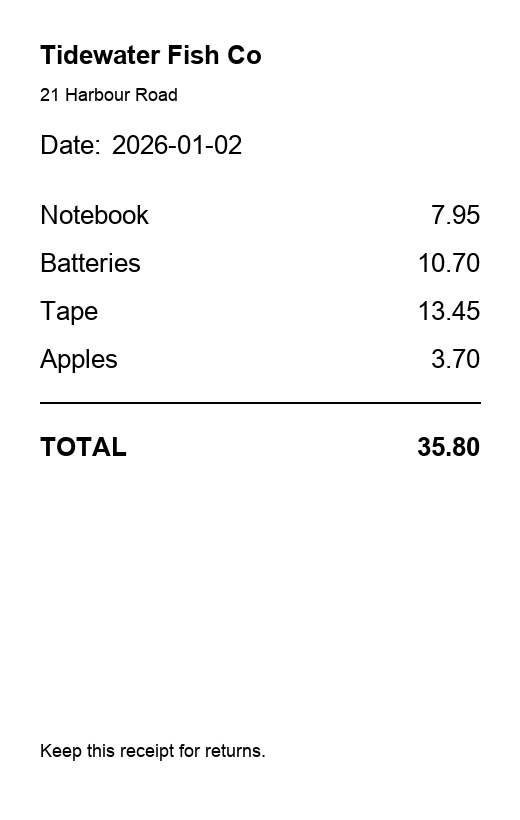 Tidewater Fish Co
21 Harbour Road
Date: 2026-01-02
Notebook 7.95
Batteries 10.70
Tape 13.45
Apples 3.70
TOTAL 35.80
Keep this receipt for returns.